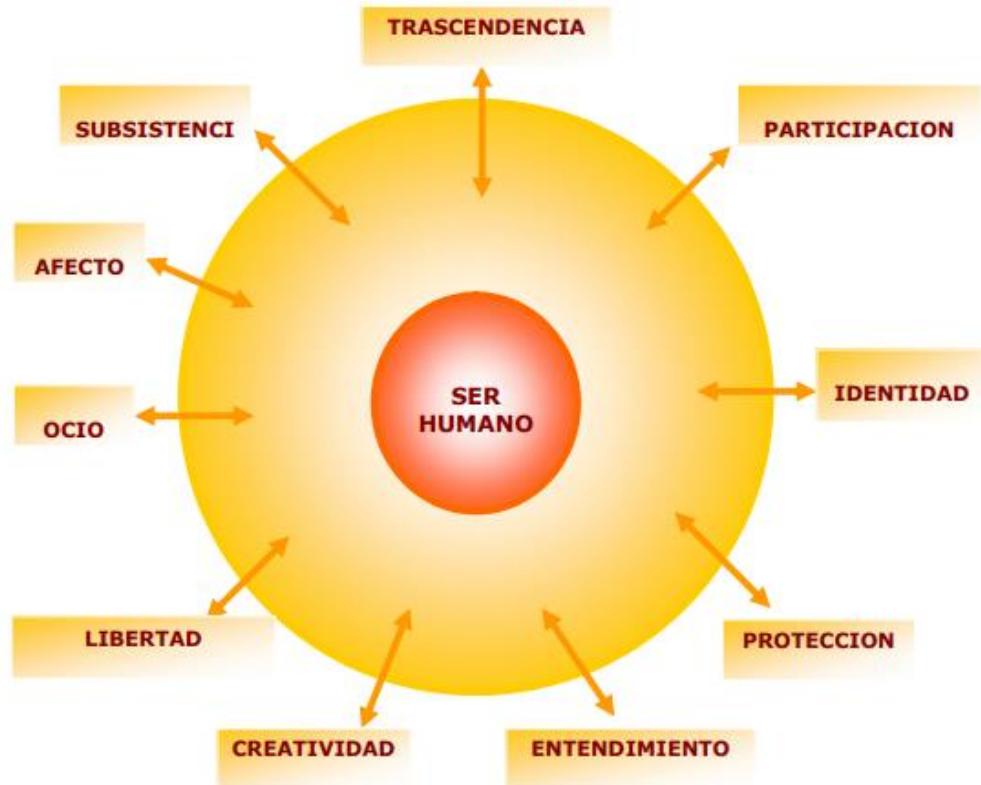 TRASCENDENCIA
SUBSISTENCI
PARTICIPACION
AFECTO
IDENTIDAD
OCIO
SER
HUMANO
LIBERTAD
PROTECCION
CREATIVIDAD
ENTENDIMIENTO